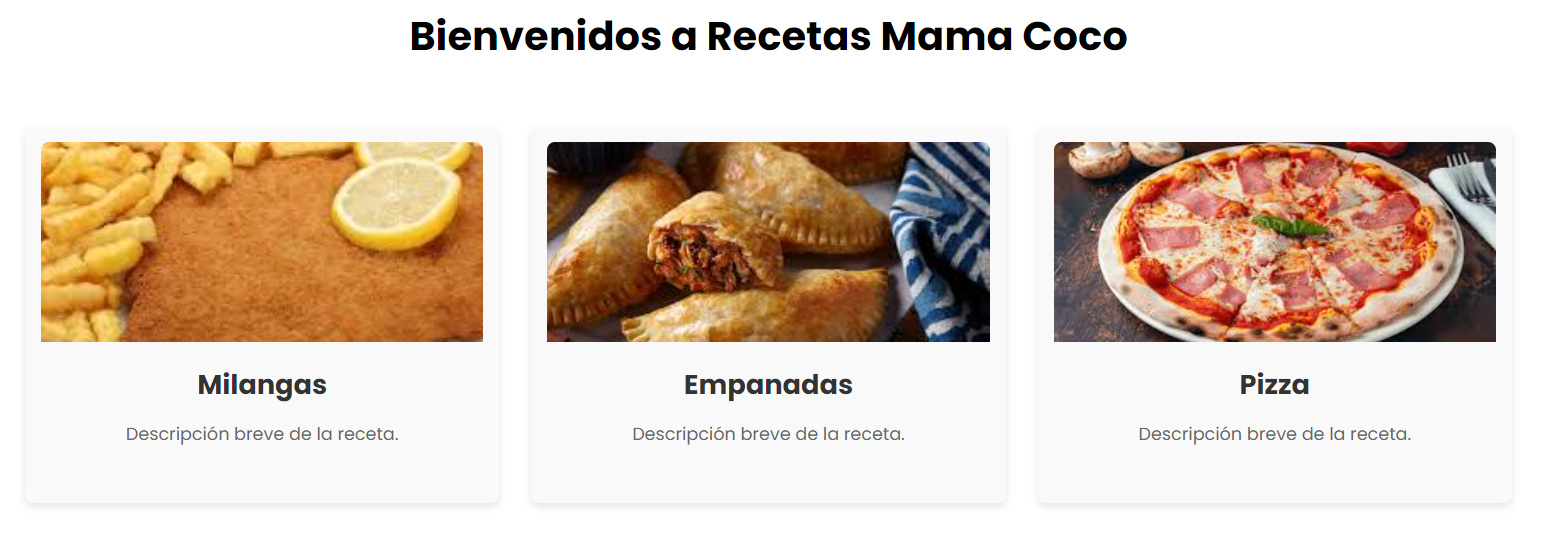 Bienvenidos a Recetas Mama Coco
Milangas
Empanadas
Pizza
Descripción breve de la receta.
Descripción breve de la receta.
Descripción breve de la receta.